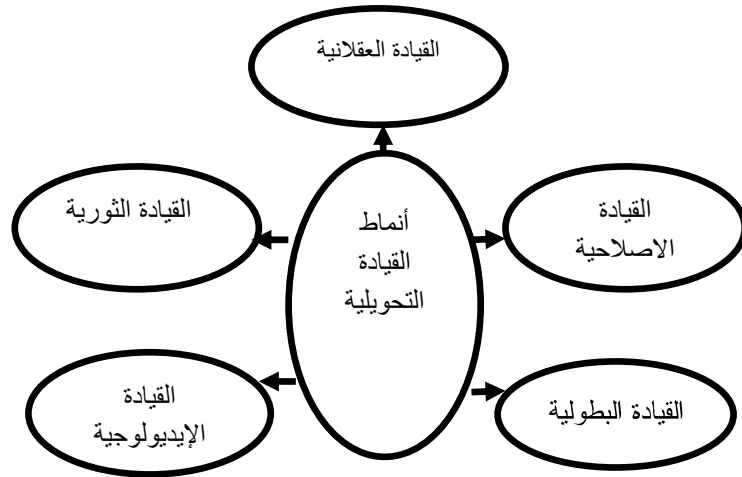 القيادة العقلانية
القيادة
الاصلاحية
القيادة الثورية
أنماط
القيادة
التحويلية
القيادة البطولية
القيادة
الإيديولوجية